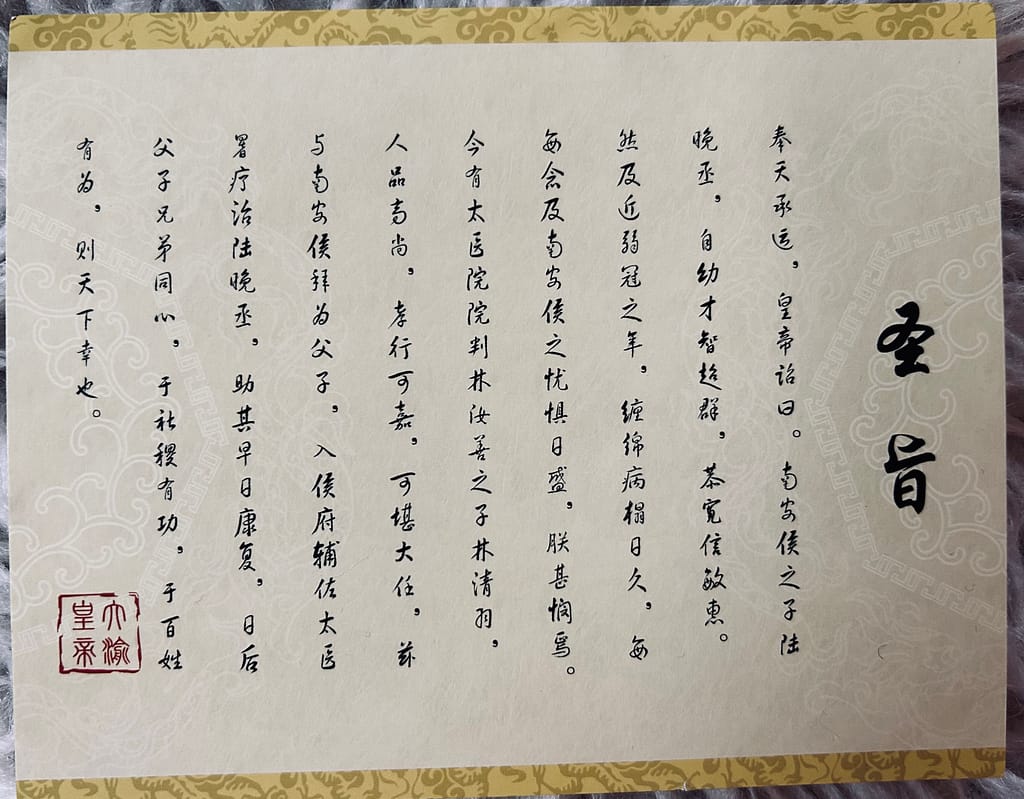 圣旨
奉天承运，皇帝诏曰。南安侯之子陆
晚丞，自幼才智超群，恭宽信敏惠。
然及近弱冠之年，缠绵病榻日久，每
每念及南安侯之忧惧日盛，朕甚悯焉。
今有太医院院判林汝善之子林清羽，
人品高尚，孝行可嘉，可堪大任，兹
与南安侯拜为父子，入侯府辅佐太医
署疗治陆晚丞，助其早日康复，日后
父子兄弟同心，于社稷有功，于百姓
有为，则天下幸也。
大渝
皇帝